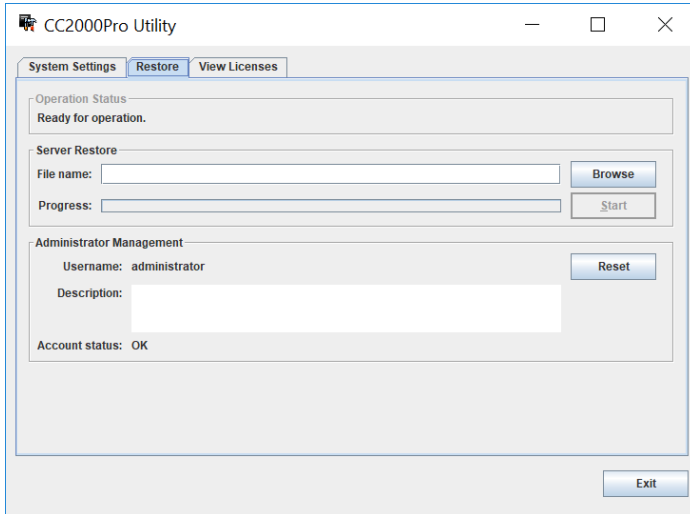 CC2000Pro Utility
System Settings Restore View Licenses
Operation Status
Ready for operation.
Server Restore
File name: Browse
Progress: Start
Administrator Management
Username: administrator Reset
Description:
Account status: OK
Exit